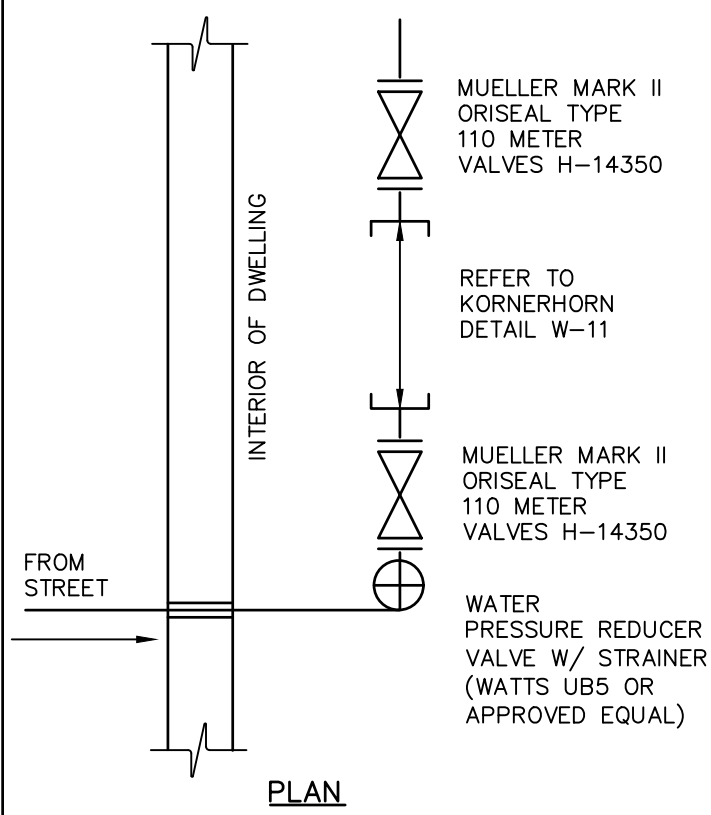 MUELLER MARK II
ORISEAL TYPE
110 METER
VALVES H-14350
INTERIOR OF DWELLING
REFER TO
KORNERHORN
DETAIL W-11
MUELLER MARK II
ORISEAL TYPE
110 METER
VALVES H-14350
FROM
STREET
WATER
PRESSURE REDUCER
VALVE W/ STRAINER
(WATTS UB5 OR
APPROVED EQUAL)
PLAN